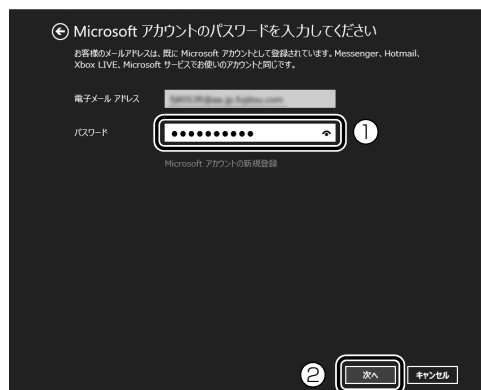 Microsoft アカウントのパスワードを入力してください
お客様のメールアドレスは、既に Microsoft アカウントとして登録されています。Messenger、Hotmail、
Xbox LIVE、Microsoft サービスでお使いのアカウントと同じです。
電子メール アドレス
パスワード ●●●●●●●●●● ①
Microsoft アカウントの新規登録
② 次へ キャンセル